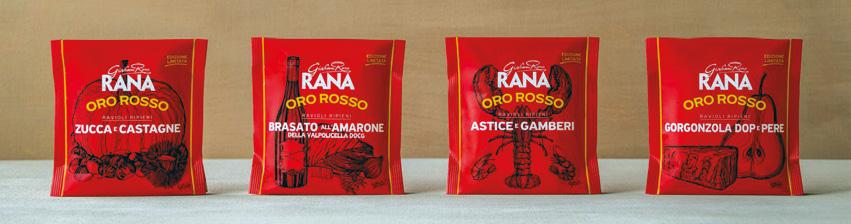 Giovanni Rana
RANA
EDIZIONE
LIMITATA
ORO ROSSO
RAVIOLI RIPIENI
ZUCCA E CASTAGNE
Giovanni Rana
RANA
EDIZIONE
LIMITATA
ORO ROSSO
RAVIOLI RIPIENI
BRASATO ALL'AMARONE
DELLA VALPOLICELLA DOCG
Giovanni Rana
RANA
EDIZIONE
LIMITATA
ORO ROSSO
RAVIOLI RIPIENI
ASTICE E GAMBERI
Giovanni Rana
RANA
EDIZIONE
LIMITATA
ORO ROSSO
RAVIOLI RIPIENI
GORGONZOLA DOP E PERE